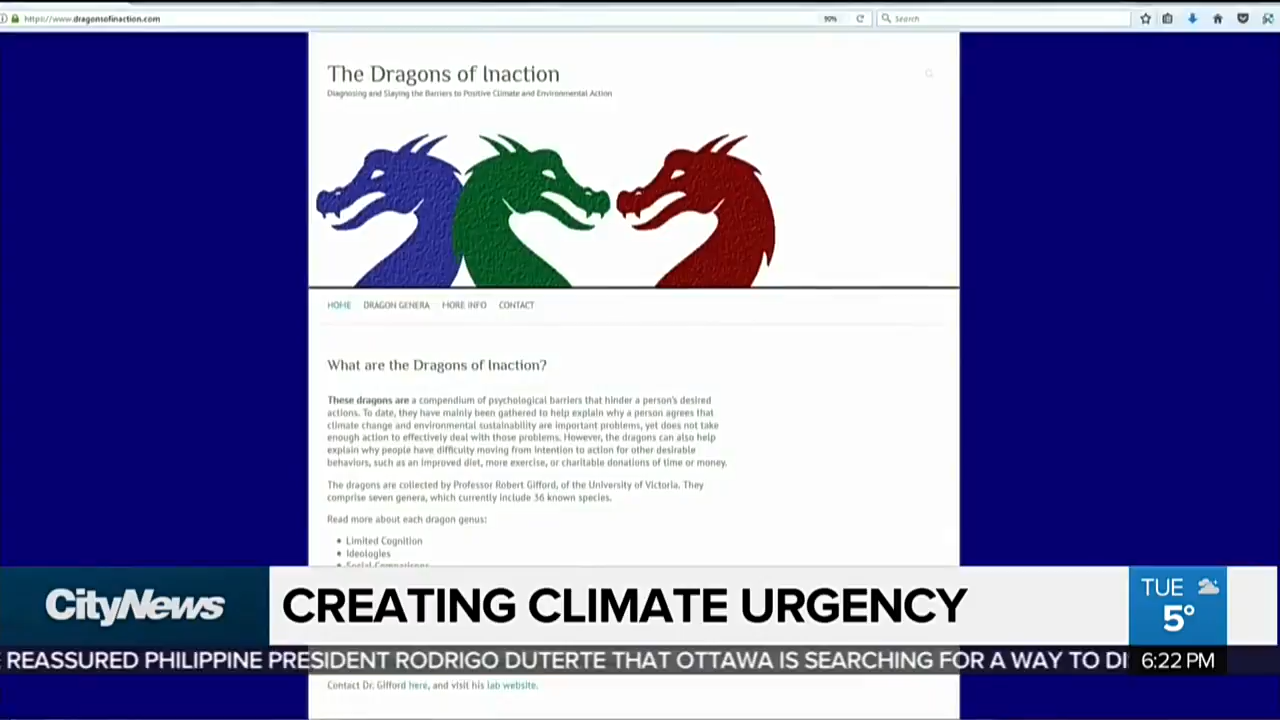 https://www.dragonsofinaction.com
90%
Search
The Dragons of Inaction
Diagnosing and Slaying the Barriers to Positive Climate and Environmental Action
HOME DRAGON GENERA MORE INFO CONTACT
What are the Dragons of Inaction?
These dragons are a compendium of psychological barriers that hinder a person's desired
actions. To date, they have mainly been gathered to help explain why a person agrees that
climate change and environmental sustainability are important problems, yet does not take
enough action to effectively deal with those problems. However, the dragons can also help
explain why people have difficulty moving from intention to action for other desirable
behaviors, such as an improved diet, more exercise, or charitable donations of time or money.
The dragons are collected by Professor Robert Gifford, of the University of Victoria. They
comprise seven genera, which currently include 36 known species.
Read more about each dragon genus:
• Limited Cognition
• Ideologies
• Social Comparisons
CityNews
CREATING CLIMATE URGENCY
TUE
5°
REASSURED PHILIPPINE PRESIDENT RODRIGO DUTERTE THAT OTTAWA IS SEARCHING FOR A WAY TO DI
6:22 PM
Contact Dr. Gifford here, and visit his lab website.